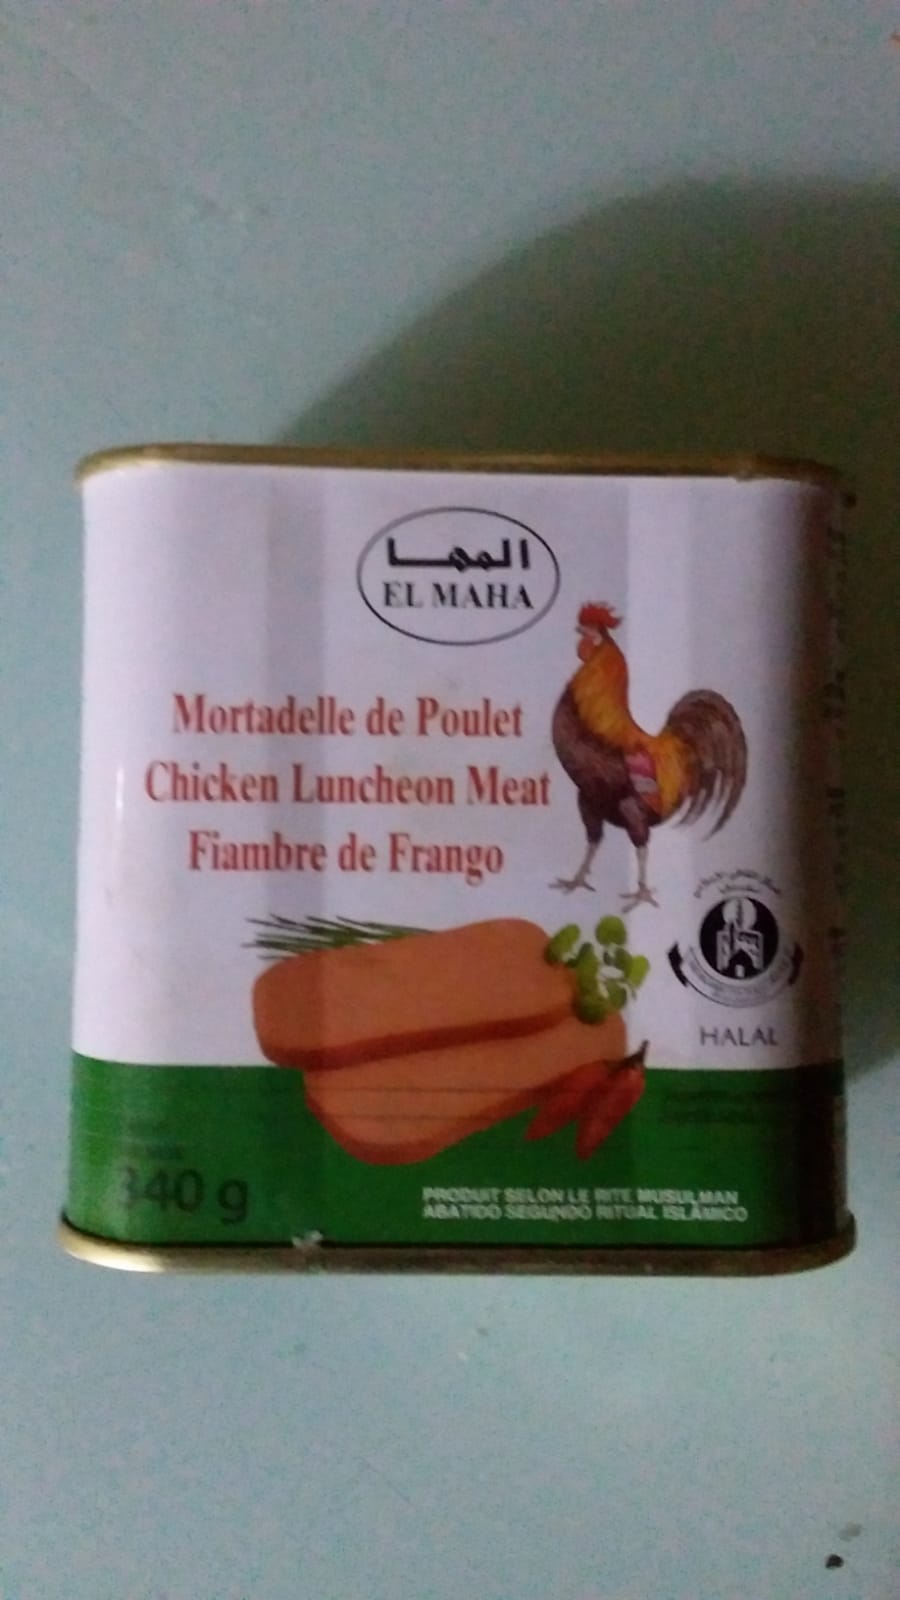 المها
EL MAHA
Mortadelle de Poulet
Chicken Luncheon Meat
Fiambre de Frango
HALAL
340 g
PRODUIT SELON LE RITE MUSULMAN
ABATIDO SEGUNDO RITUAL ISLÂMICO